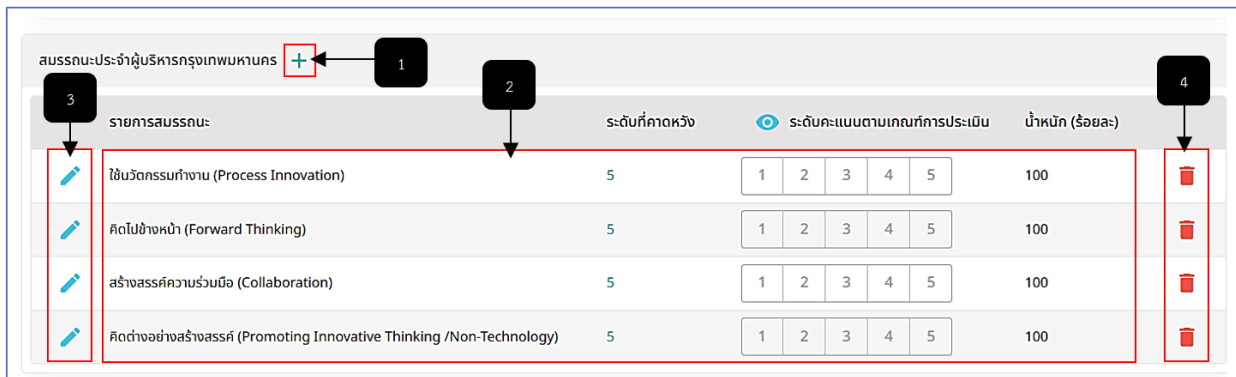 สมรรถนะประจำผู้บริหารกรุงเทพมหานคร + 1
3 2 4
รายการสมรรถนะ ระดับที่คาดหวัง ระดับคะแนนตามเกณฑ์การประเมิน น้ำหนัก (ร้อยละ)
ใช้นวัตกรรมทำงาน (Process Innovation) 5 1 2 3 4 5 100
คิดไปข้างหน้า (Forward Thinking) 5 1 2 3 4 5 100
สร้างสรรค์ความร่วมมือ (Collaboration) 5 1 2 3 4 5 100
คิดต่างอย่างสร้างสรรค์ (Promoting Innovative Thinking /Non-Technology) 5 1 2 3 4 5 100